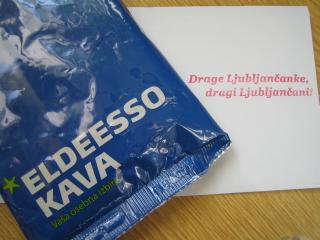 Drage Ljubljančanke,
dragi Ljubljančani!
ELDEESSO
KAVA
Vaša osebna izbira